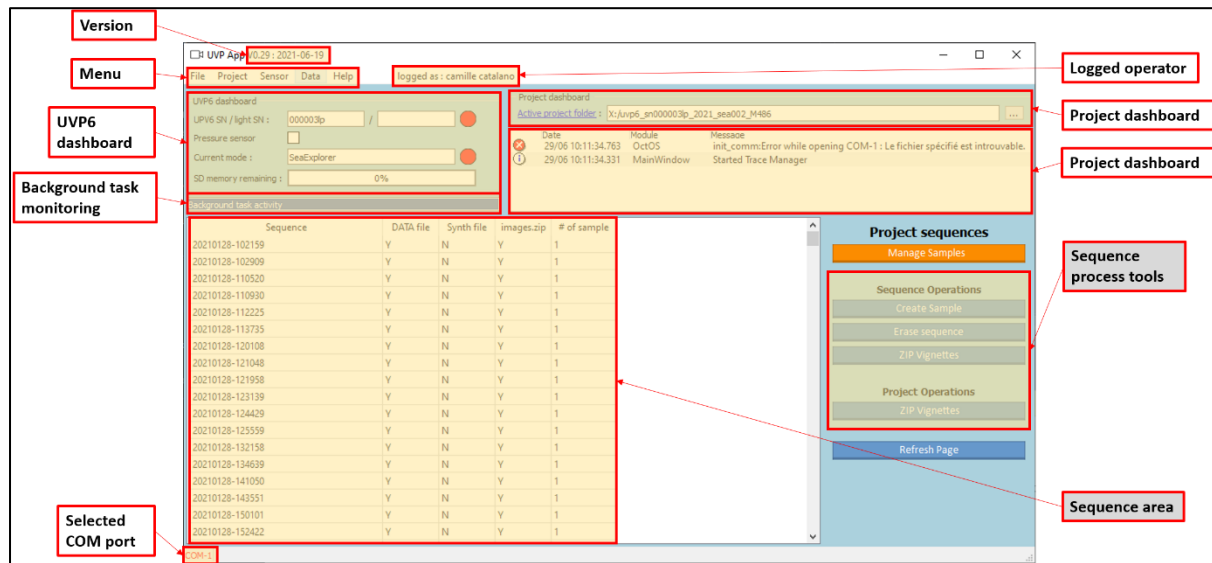 Version
UVP App V0.29 : 2021-06-19
Menu
File Project Sensor Data Help
logged as : camille catalano
Logged operator
UVP6 dashboard
UVP6 dashboard
UPV6 SN / light SN : 000003lp /
Pressure sensor
Current mode : SeaExplorer
SD memory remaining : 0%
Project dashboard
Active project folder : X:/uvp6_sn000003lp_2021_sea002_M486 ...
Project dashboard
Date Module Message
29/06 10:11:34.763 OctOS init_comm:Error while opening COM-1 : Le fichier spécifié est introuvable.
29/06 10:11:34.331 MainWindow Started Trace Manager
Project dashboard
Background task monitoring
Background task activity
Sequence DATA file Synth file images.zip # of sample
20210128-102159 Y N Y 1
20210128-102909 Y N Y 1
20210128-110520 Y N Y 1
20210128-110930 Y N Y 1
20210128-112225 Y N Y 1
20210128-113735 Y N Y 1
20210128-120108 Y N Y 1
20210128-121048 Y N Y 1
20210128-121958 Y N Y 1
20210128-123139 Y N Y 1
20210128-124429 Y N Y 1
20210128-125559 Y N Y 1
20210128-132158 Y N Y 1
20210128-134639 Y N Y 1
20210128-141050 Y N Y 1
20210128-143551 Y N Y 1
20210128-150101 Y N Y 1
20210128-152422 Y N Y 1
Project sequences
Manage Samples
Sequence Operations
Create Sample
Erase sequence
ZIP Vignettes
Project Operations
ZIP Vignettes
Refresh Page
Sequence process tools
Sequence area
Selected COM port
COM-1